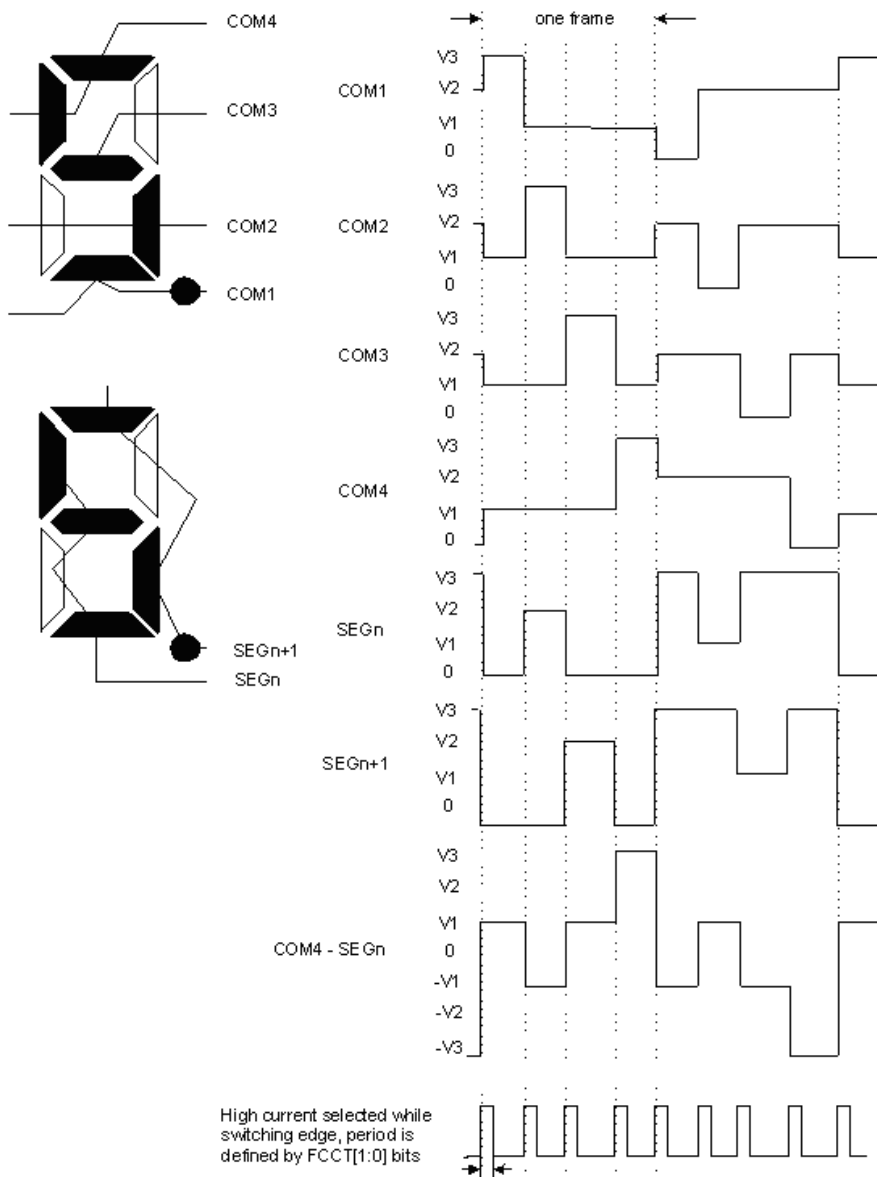 COM4
COM3
COM2
COM1
SEGn+1
SEGn
one frame
COM1
V3
V2
V1
0
COM2
V3
V2
V1
0
COM3
V3
V2
V1
0
COM4
V3
V2
V1
0
SEGn
V3
V2
V1
0
SEGn+1
V3
V2
V1
0
COM4 - SEGn
V3
V2
V1
0
-V1
-V2
-V3
High current selected while
switching edge, period is
defined by FCCT[1:0] bits